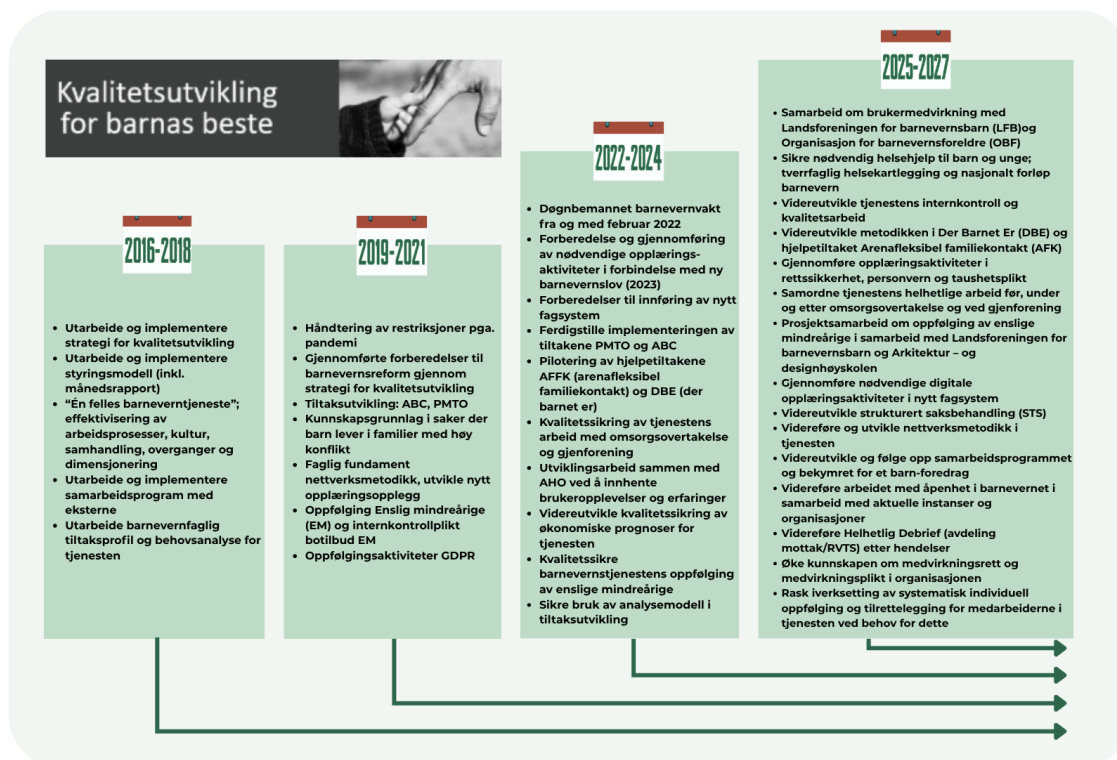 Kvalitetsutvikling
for barnas beste
2016-2018
• Utarbeide og implementere
strategi for kvalitetsutvikling
• Utarbeide og implementere
styringsmodell (inkl.
månedsrapport)
• “Én felles barneverntjeneste”;
effektivisering av
arbeidsprosesser, kultur,
samhandling, overganger og
dimensjonering
• Utarbeide og implementere
samarbeidsprogram med
eksterne
• Utarbeide barnevernfaglig
tiltaksprofil og behovsanalyse for
tjenesten
2019-2021
• Håndtering av restriksjoner pga.
pandemi
• Gjennomførte forberedelser til
barnevernsreform gjennom
strategi for kvalitetsutvikling
• Tiltaksutvikling: ABC, PMTO
• Kunnskapsgrunnlag i saker der
barn lever i familier med høy
konflikt
• Faglig fundament
nettverksmetodikk, utvikle nytt
opplæringsopplegg
• Oppfølging Enslig mindreårige
(EM) og internkontrollplikt
botilbud EM
• Oppfølgingsaktiviteter GDPR
2022-2024
• Døgnbemannet barnevernvakt
fra og med februar 2022
• Forberedelse og gjennomføring
av nødvendige opplærings-
aktiviteter i forbindelse med ny
barnevernslov (2023)
• Forberedelser til innføring av nytt
fagsystem
• Ferdigstille implementeringen av
tiltakene PMTO og ABC
• Pilotering av hjelpetiltakene
AFFK (arenafleksibel
familiekontakt) og DBE (der
barnet er)
• Kvalitetssikring av tjenestens
arbeid med omsorgsovertakelse
og gjenforening
• Utviklingsarbeid sammen med
AHO ved å innhente
brukeropplevelser og erfaringer
• Videreutvikle kvalitetssikring av
økonomiske prognoser for
tjenesten
• Kvalitetssikre
barnevernstjenestens oppfølging
av enslige mindreårige
• Sikre bruk av analysemodell i
tiltaksutvikling
2025-2027
• Samarbeid om brukermedvirkning med
Landsforeningen for barnevernsbarn (LFB)og
Organisasjon for barnevernsforeldre (OBF)
• Sikre nødvendig helsehjelp til barn og unge;
tverrfaglig helsekartlegging og nasjonalt forløp
barnevern
• Videreutvikle tjenestens internkontroll og
kvalitetsarbeid
• Videreutvikle metodikken i Der Barnet Er (DBE) og
hjelpetiltaket Arenafleksibel familiekontakt (AFK)
• Gjennomføre opplæringsaktiviteter i
rettssikkerhet, personvern og taushetsplikt
• Samordne tjenestens helhetlige arbeid før, under
og etter omsorgsovertakelse og ved gjenforening
• Prosjektsamarbeid om oppfølging av enslige
mindreårige i samarbeid med Landsforeningen for
barnevernsbarn og Arkitektur – og
designhøyskolen
• Gjennomføre nødvendige digitale
opplæringsaktiviteter i nytt fagsystem
• Videreutvikle strukturert saksbehandling (STS)
• Videreføre og utvikle nettverksmetodikk i
tjenesten
• Videreutvikle og følge opp samarbeidsprogrammet
og bekymret for et barn-foredrag
• Videreføre arbeidet med åpenhet i barnevernet i
samarbeid med aktuelle instanser og
organisasjoner
• Videreføre Helhetlig Debrief (avdeling
mottak/RVTS) etter hendelser
• Øke kunnskapen om medvirkningsrett og
medvirkningsplikt i organisasjonen
• Rask iverksetting av systematisk individuell
oppfølging og tilrettelegging for medarbeiderne i
tjenesten ved behov for dette